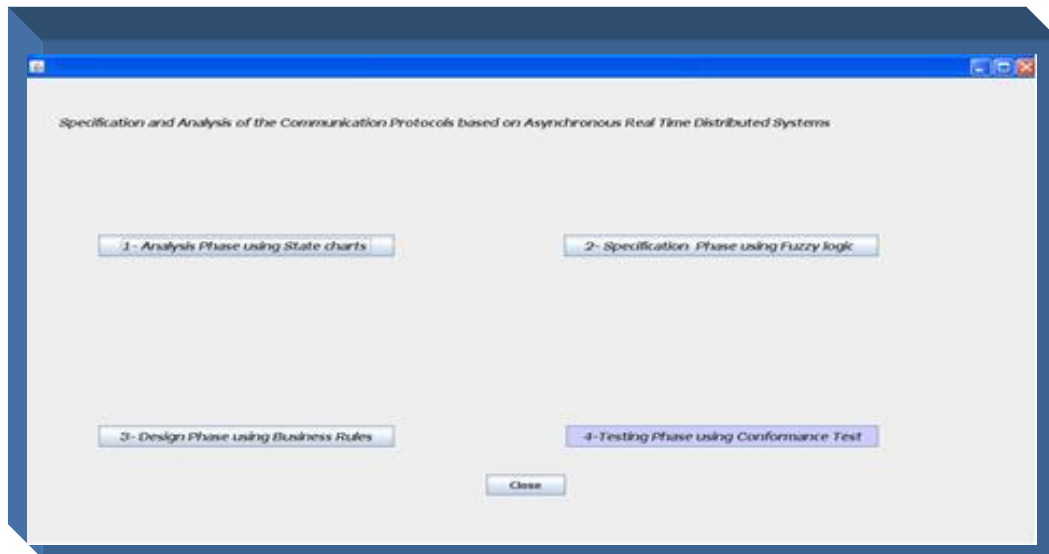 Specification and Analysis of the Communication Protocols based on Asynchronous Real Time Distributed Systems
1- Analysis Phase using State charts
2- Specification Phase using Fuzzy logic
3- Design Phase using Business Rules
4-Testing Phase using Conformance Test
Close